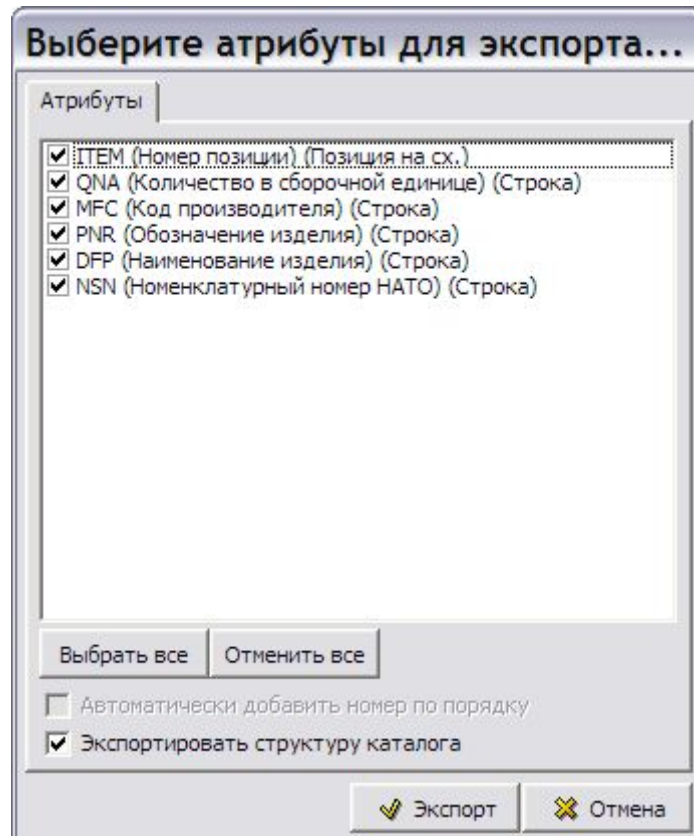 Выберите атрибуты для экспорта...
Атрибуты
ITEM (Номер позиции) (Позиция на сх.)
QNA (Количество в сборочной единице) (Строка)
MFC (Код производителя) (Строка)
PNR (Обозначение изделия) (Строка)
DFP (Наименование изделия) (Строка)
NSN (Номенклатурный номер НАТО) (Строка)
Выбрать все Отменить все
Автоматически добавить номер по порядку
Экспортировать структуру каталога
Экспорт Отмена